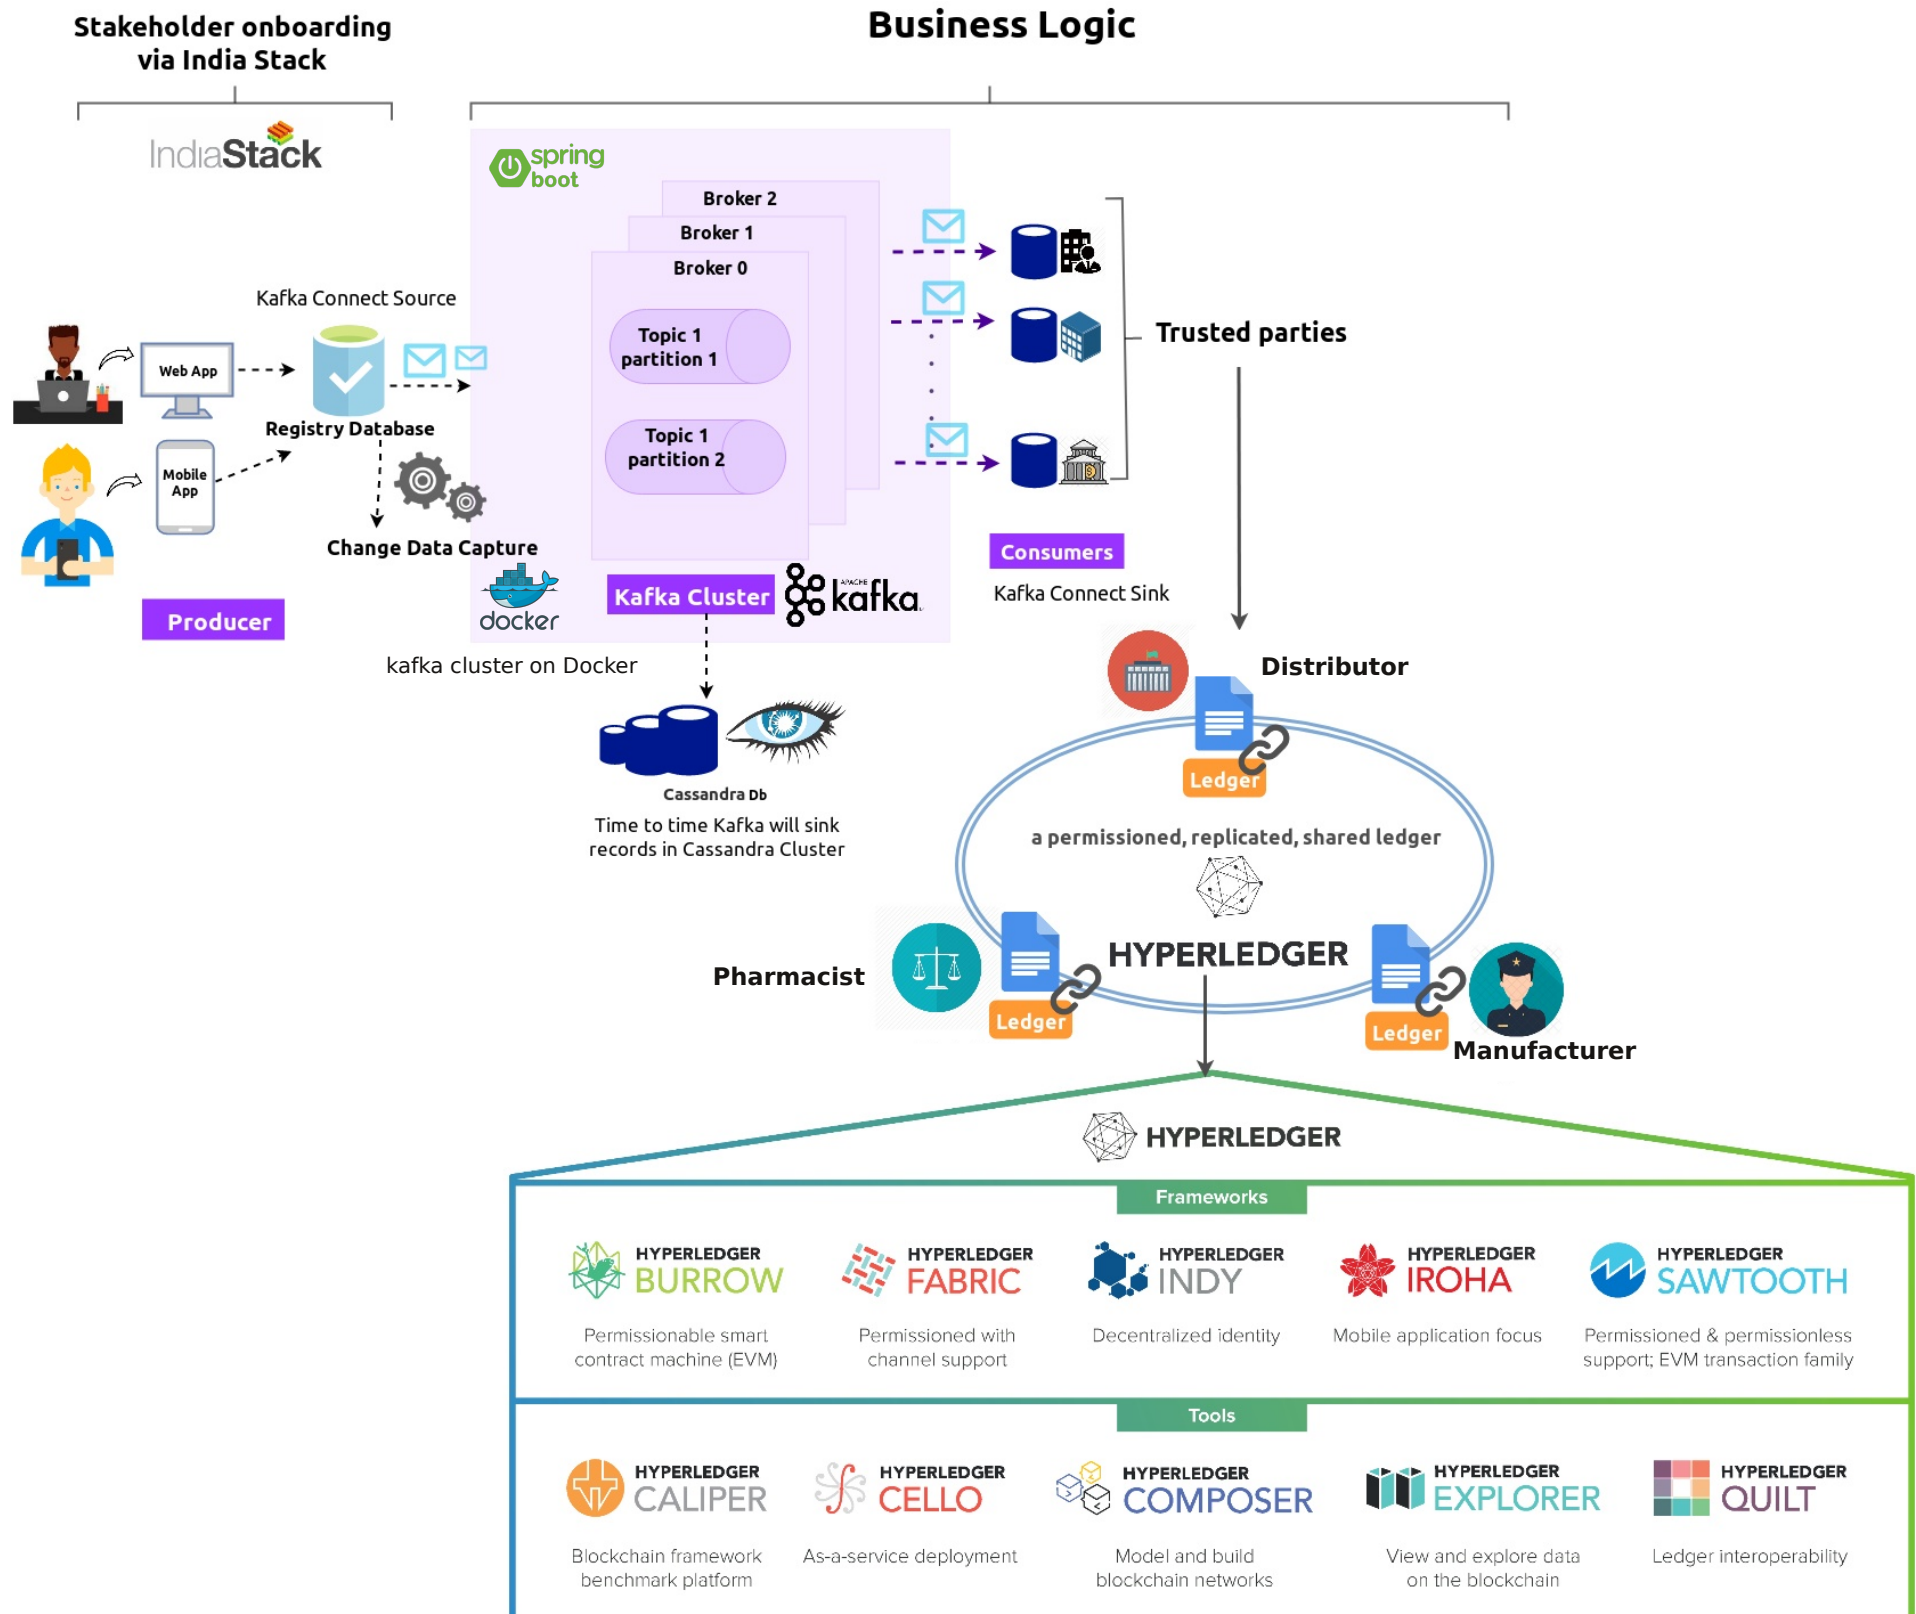 Stakeholder onboarding
via India Stack
Business Logic
IndiaStack
spring
boot
Broker 2
Broker 1
Broker 0
Kafka Connect Source
Topic 1
partition 1
Web App
Trusted parties
Registry Database
Topic 1
partition 2
Mobile
App
Change Data Capture
Consumers
Kafka Connect Sink
docker
Kafka Cluster
APACHE
kafka
Producer
kafka cluster on Docker
Distributor
Ledger
Cassandra Db
Time to time Kafka will sink
records in Cassandra Cluster
a permissioned, replicated, shared ledger
HYPERLEDGER
Pharmacist
Ledger
Ledger
Manufacturer
HYPERLEDGER
Frameworks
HYPERLEDGER
BURROW
Permissionable smart
contract machine (EVM)
HYPERLEDGER
FABRIC
Permissioned with
channel support
HYPERLEDGER
INDY
Decentralized identity
HYPERLEDGER
IROHA
Mobile application focus
HYPERLEDGER
SAWTOOTH
Permissioned & permissionless
support; EVM transaction family
Tools
HYPERLEDGER
CALIPER
Blockchain framework
benchmark platform
HYPERLEDGER
CELLO
As-a-service deployment
HYPERLEDGER
COMPOSER
Model and build
blockchain networks
HYPERLEDGER
EXPLORER
View and explore data
on the blockchain
HYPERLEDGER
QUILT
Ledger interoperability